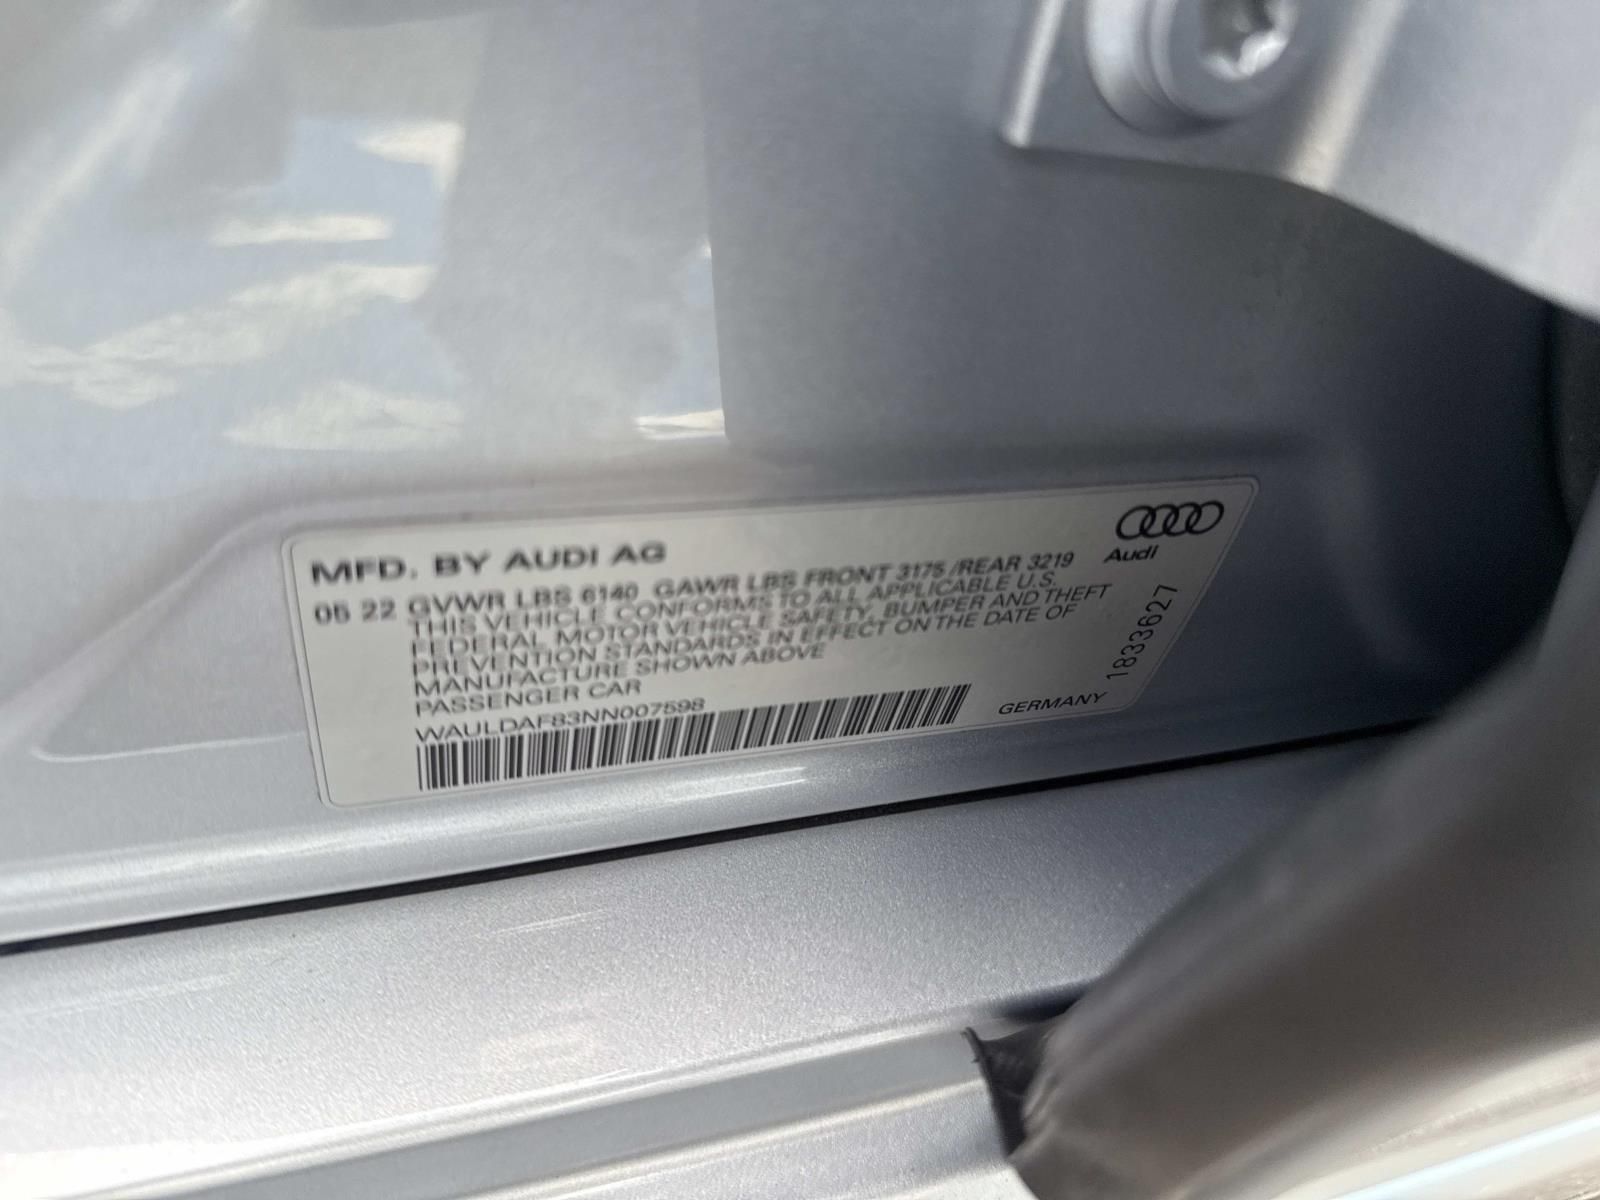 MFD. BY AUDI AG
Audi
05 22 GVWR LBS 6140 GAWR LBS FRONT 3175 /REAR 3219
THIS VEHICLE CONFORMS TO ALL APPLICABLE U.S.
FEDERAL MOTOR VEHICLE SAFETY, BUMPER AND THEFT
PREVENTION STANDARDS IN EFFECT ON THE DATE OF
MANUFACTURE SHOWN ABOVE
PASSENGER CAR
WAULDAF83NN007598
GERMANY
1833627